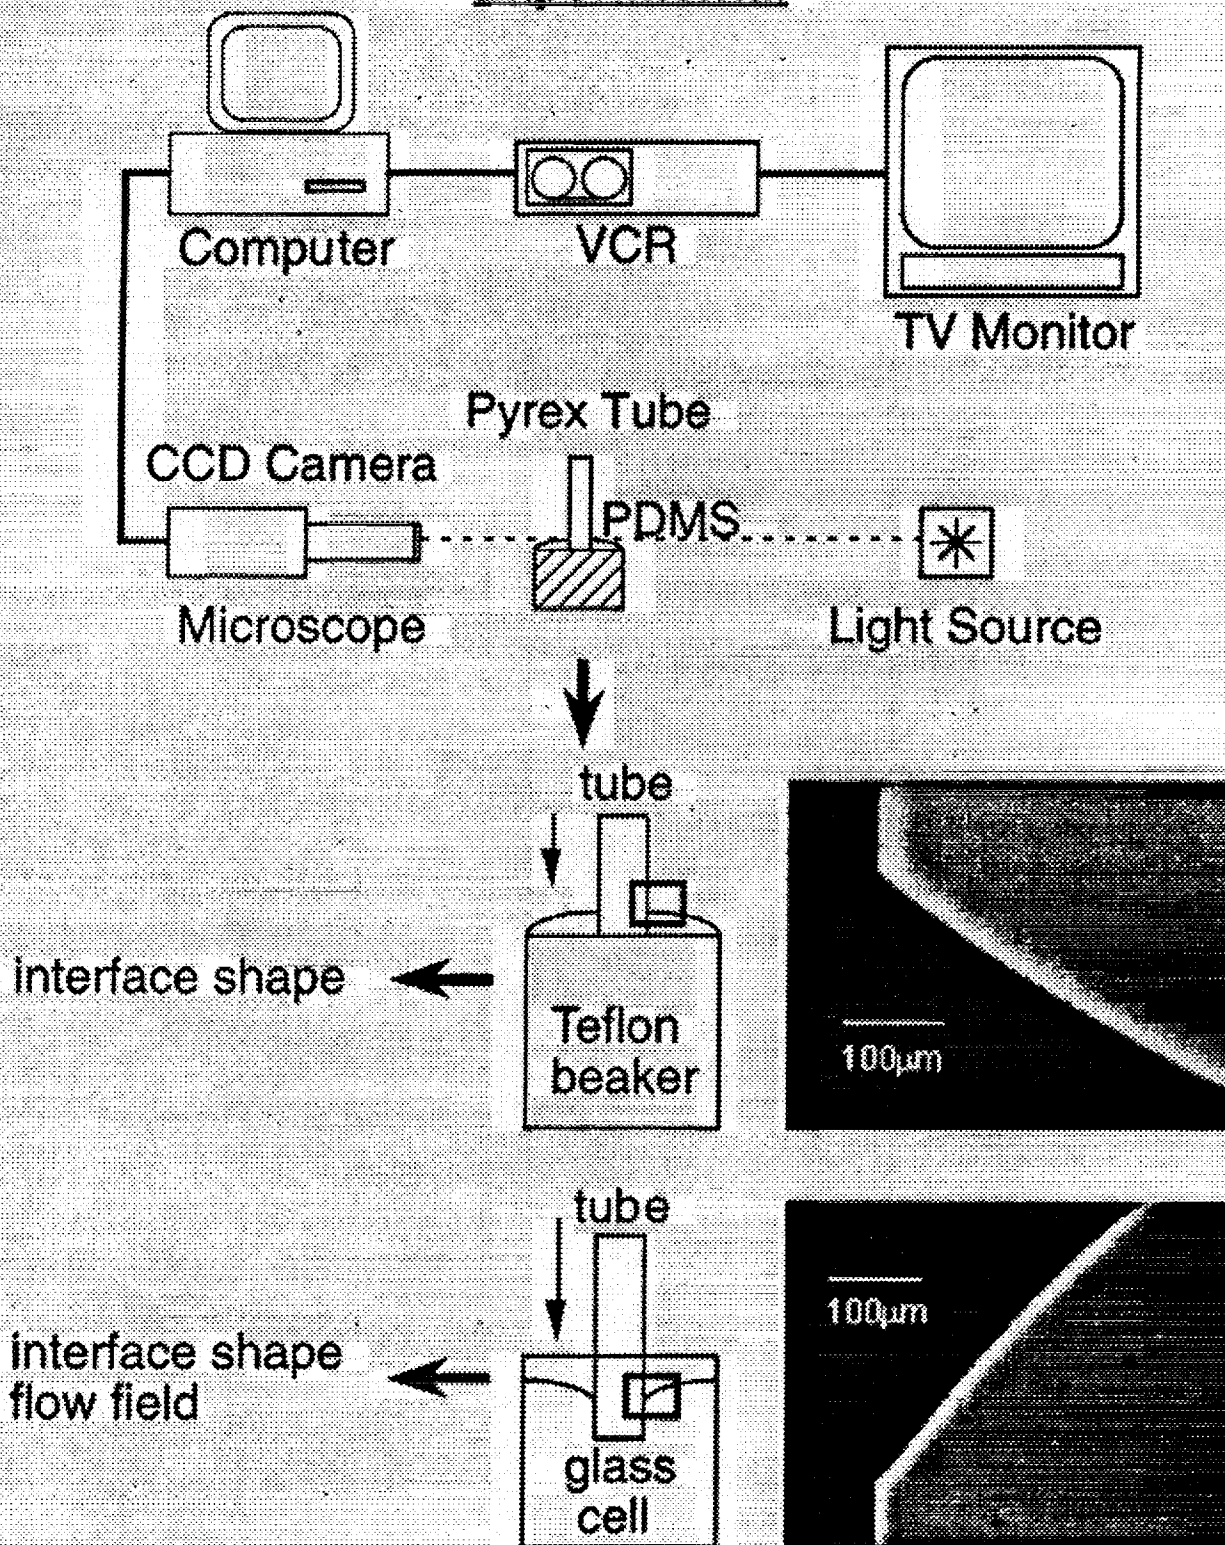 Computer
VCR
TV Monitor
Pyrex Tube
CCD Camera
PDMS
Microscope
Light Source
tube
interface shape
Teflon
beaker
100μm
tube
100μm
interface shape
flow field
glass
cell